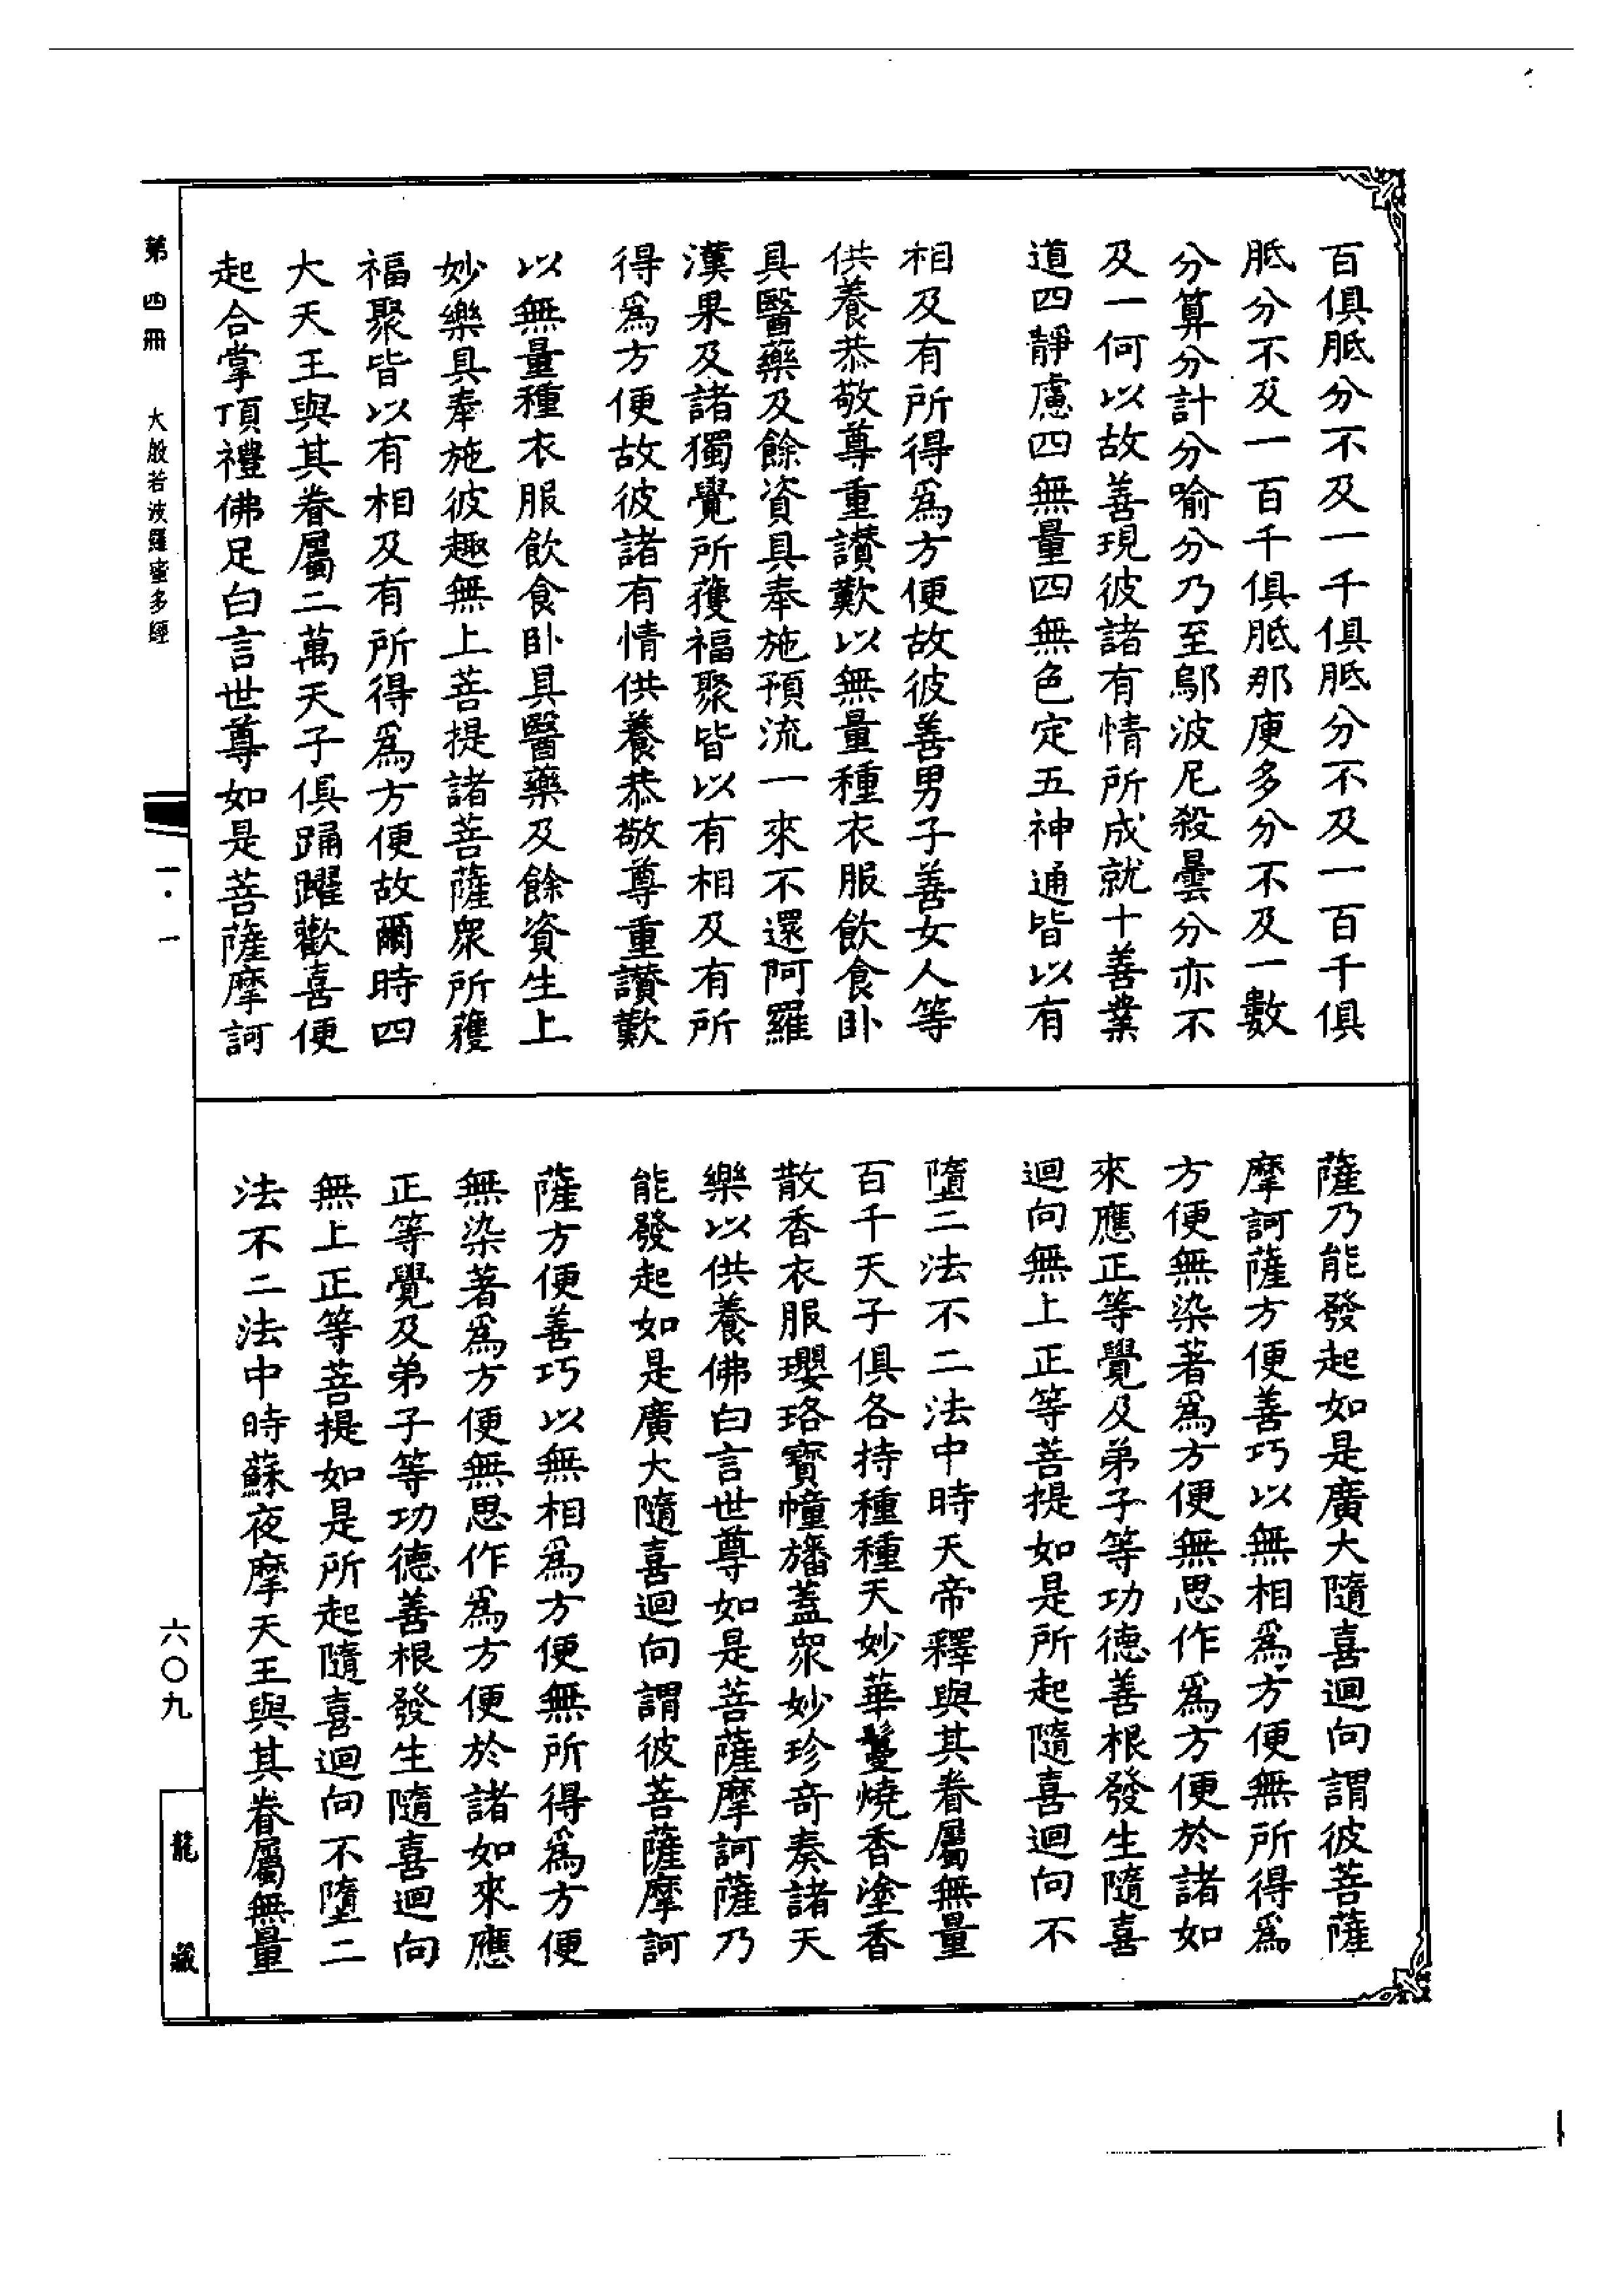 百俱胝分不及一千俱胝分不及一百千俱
胝分不及一百千俱胝那庾多分不及一數
分算分計分喻分乃至鄔波尼殺曇分亦不
及一何以故善現彼諸有情所成就十善業
道四靜慮四無量四無色定五神通皆以有
相及有所得爲方便故彼善男子善女人等
供養恭敬尊重讃歎以無量種衣服飲食卧
具醫藥及餘資具奉施預流一來不還阿羅
漢果及諸獨覺所獲福聚皆以有相及有所
得爲方便故彼諸有情供養恭敬尊重讃歎
以無量種衣服飲食卧具醫藥及餘資生上
妙樂具奉施彼趣無上菩提諸菩薩衆所獲
福聚皆以有相及有所得爲方便故爾時四
大天王與其眷屬二萬天子俱踊躍歡喜便
起合掌頂禮佛足白言世尊如是菩薩摩訶
薩乃能發起如是廣大隨喜迴向謂彼菩薩
摩訶薩方便善巧以無相爲方便無所得爲
方便無染著爲方便無思作爲方便於諸如
來應正等覺及弟子等功德善根發生隨喜
迴向無上正等菩提如是所起隨喜迴向不
墮二法不二法中時天帝釋與其眷屬無量
百千天子俱各持種種天妙華鬘燒香塗香
散香衣服瓔珞寶幢旛蓋衆妙珍奇奏諸天
樂以供養佛白言世尊如是菩薩摩訶薩乃
能發起如是廣大隨喜迴向謂彼菩薩摩訶
薩方便善巧以無相爲方便無所得爲方便
無染著爲方便無思作爲方便於諸如來應
正等覺及弟子等功德善根發生隨喜迴向
無上正等菩提如是所起隨喜迴向不墮二
法不二法中時蘇夜摩天王與其眷屬無量
第四冊 大般若波羅蜜多經 一·一
六〇九
龍藏